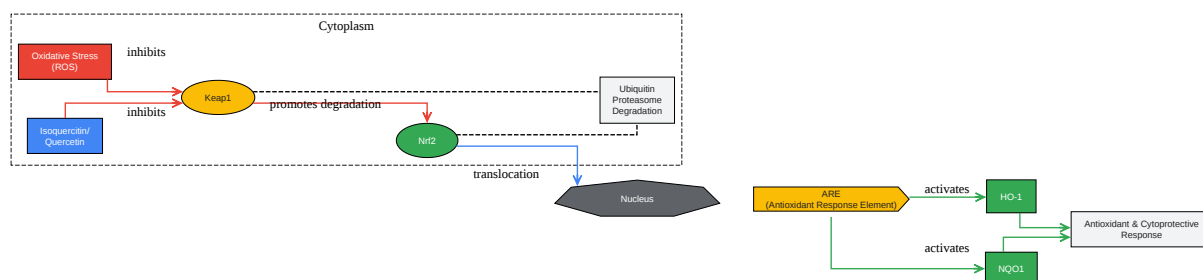 Cytoplasm
Oxidative Stress
(ROS)
inhibits
Keap1
inhibits
promotes degradation
Ubiquitin
Proteasome
Degradation
Isoquercitin/
Quercetin
Nrf2
translocation
Nucleus
ARE
(Antioxidant Response Element)
activates
HO-1
activates
NQO1
Antioxidant & Cytoprotective
Response